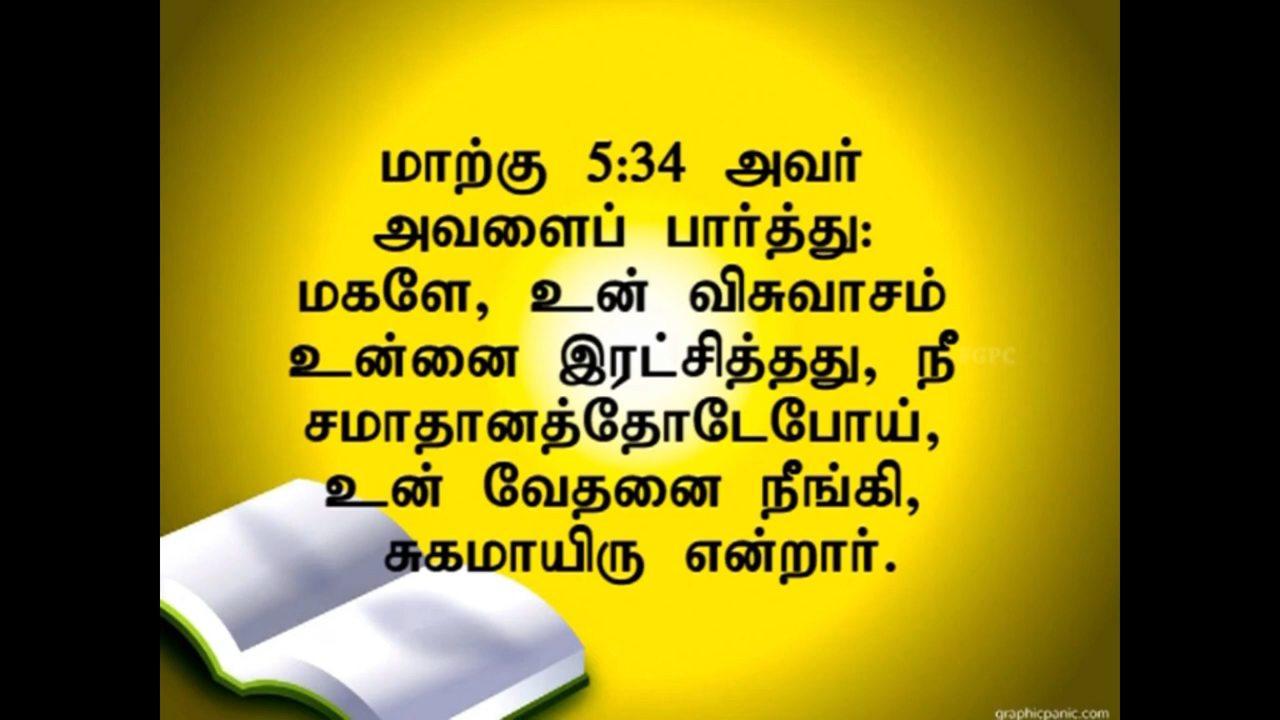 மாற்கு 5:34 அவர்
அவளைப் பார்த்து:
மகளே, உன் விசுவாசம்
உன்னை இரட்சித்தது, நீ
சமாதானத்தோடேபோய்,
உன் வேதனை நீங்கி,
சுகமாயிரு என்றார்.
graphicpanic.com